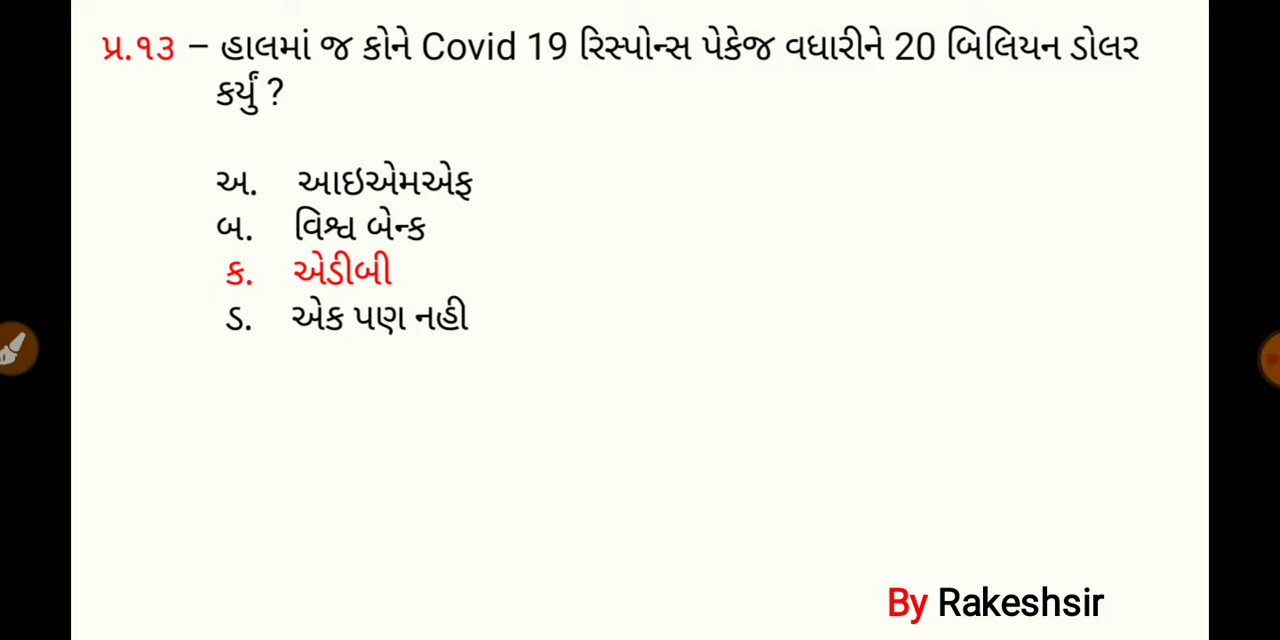 પ્ર.૧૩ – હાલમાં જ કોને Covid 19 રિસ્પોન્સ પેકેજ વધારીને 20 બિલિયન ડોલર
કર્યું ?
અ. આઇએમએફ
બ. વિશ્વ બેન્ક
ક. એડીબી
ડ. એક પણ નહી
By Rakeshsir